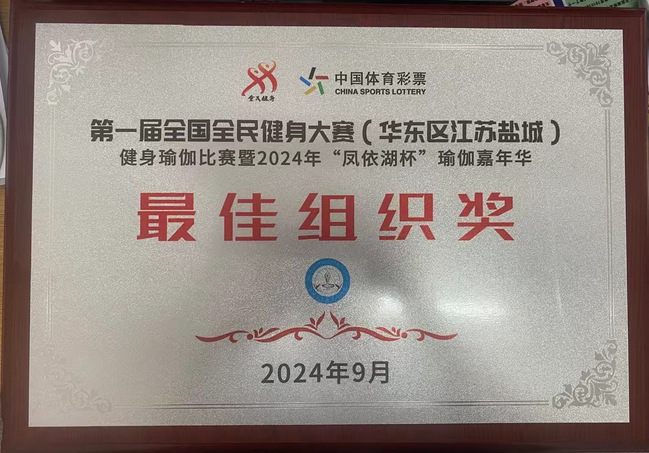 全民健身
中国体育彩票
CHINA SPORTS LOTTERY
第一届全国全民健身大赛（华东区江苏盐城）
健身瑜伽比赛暨2024年“凤依湖杯”瑜伽嘉年华
最佳组织奖
2024年9月